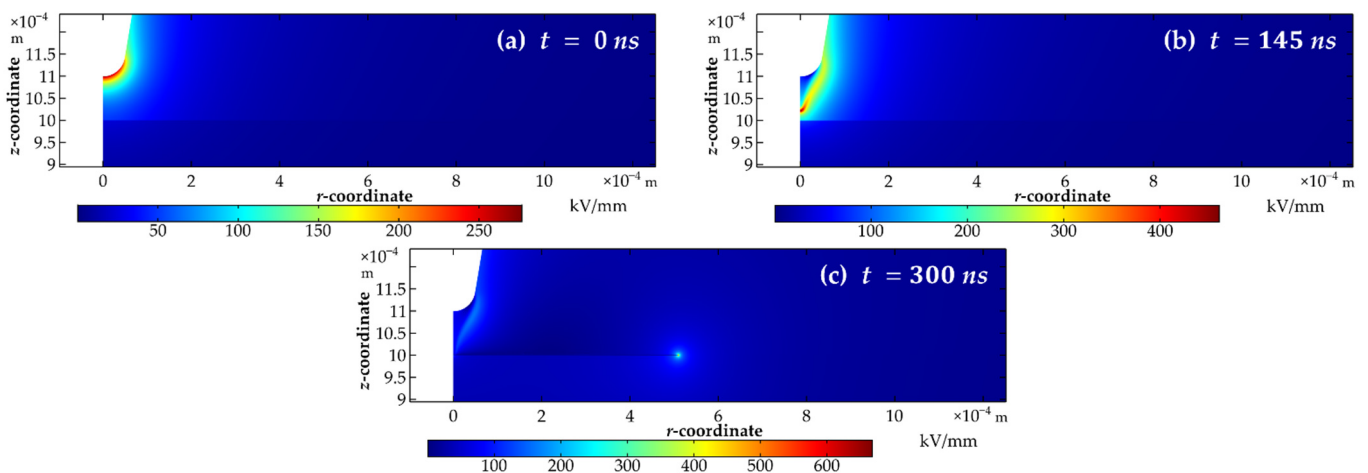 ×10⁻⁴
m
(a) t = 0 ns
z-coordinate
11.5
11
10.5
10
9.5
9
0 2 4 6 8 10 ×10⁻⁴ m
r-coordinate
kV/mm
50 100 150 200 250
×10⁻⁴
m
(b) t = 145 ns
z-coordinate
11.5
11
10.5
10
9.5
9
0 2 4 6 8 10 ×10⁻⁴ m
r-coordinate
kV/mm
100 200 300 400
×10⁻⁴
m
(c) t = 300 ns
z-coordinate
11.5
11
10.5
10
9.5
9
0 2 4 6 8 10 ×10⁻⁴ m
r-coordinate
kV/mm
100 200 300 400 500 600